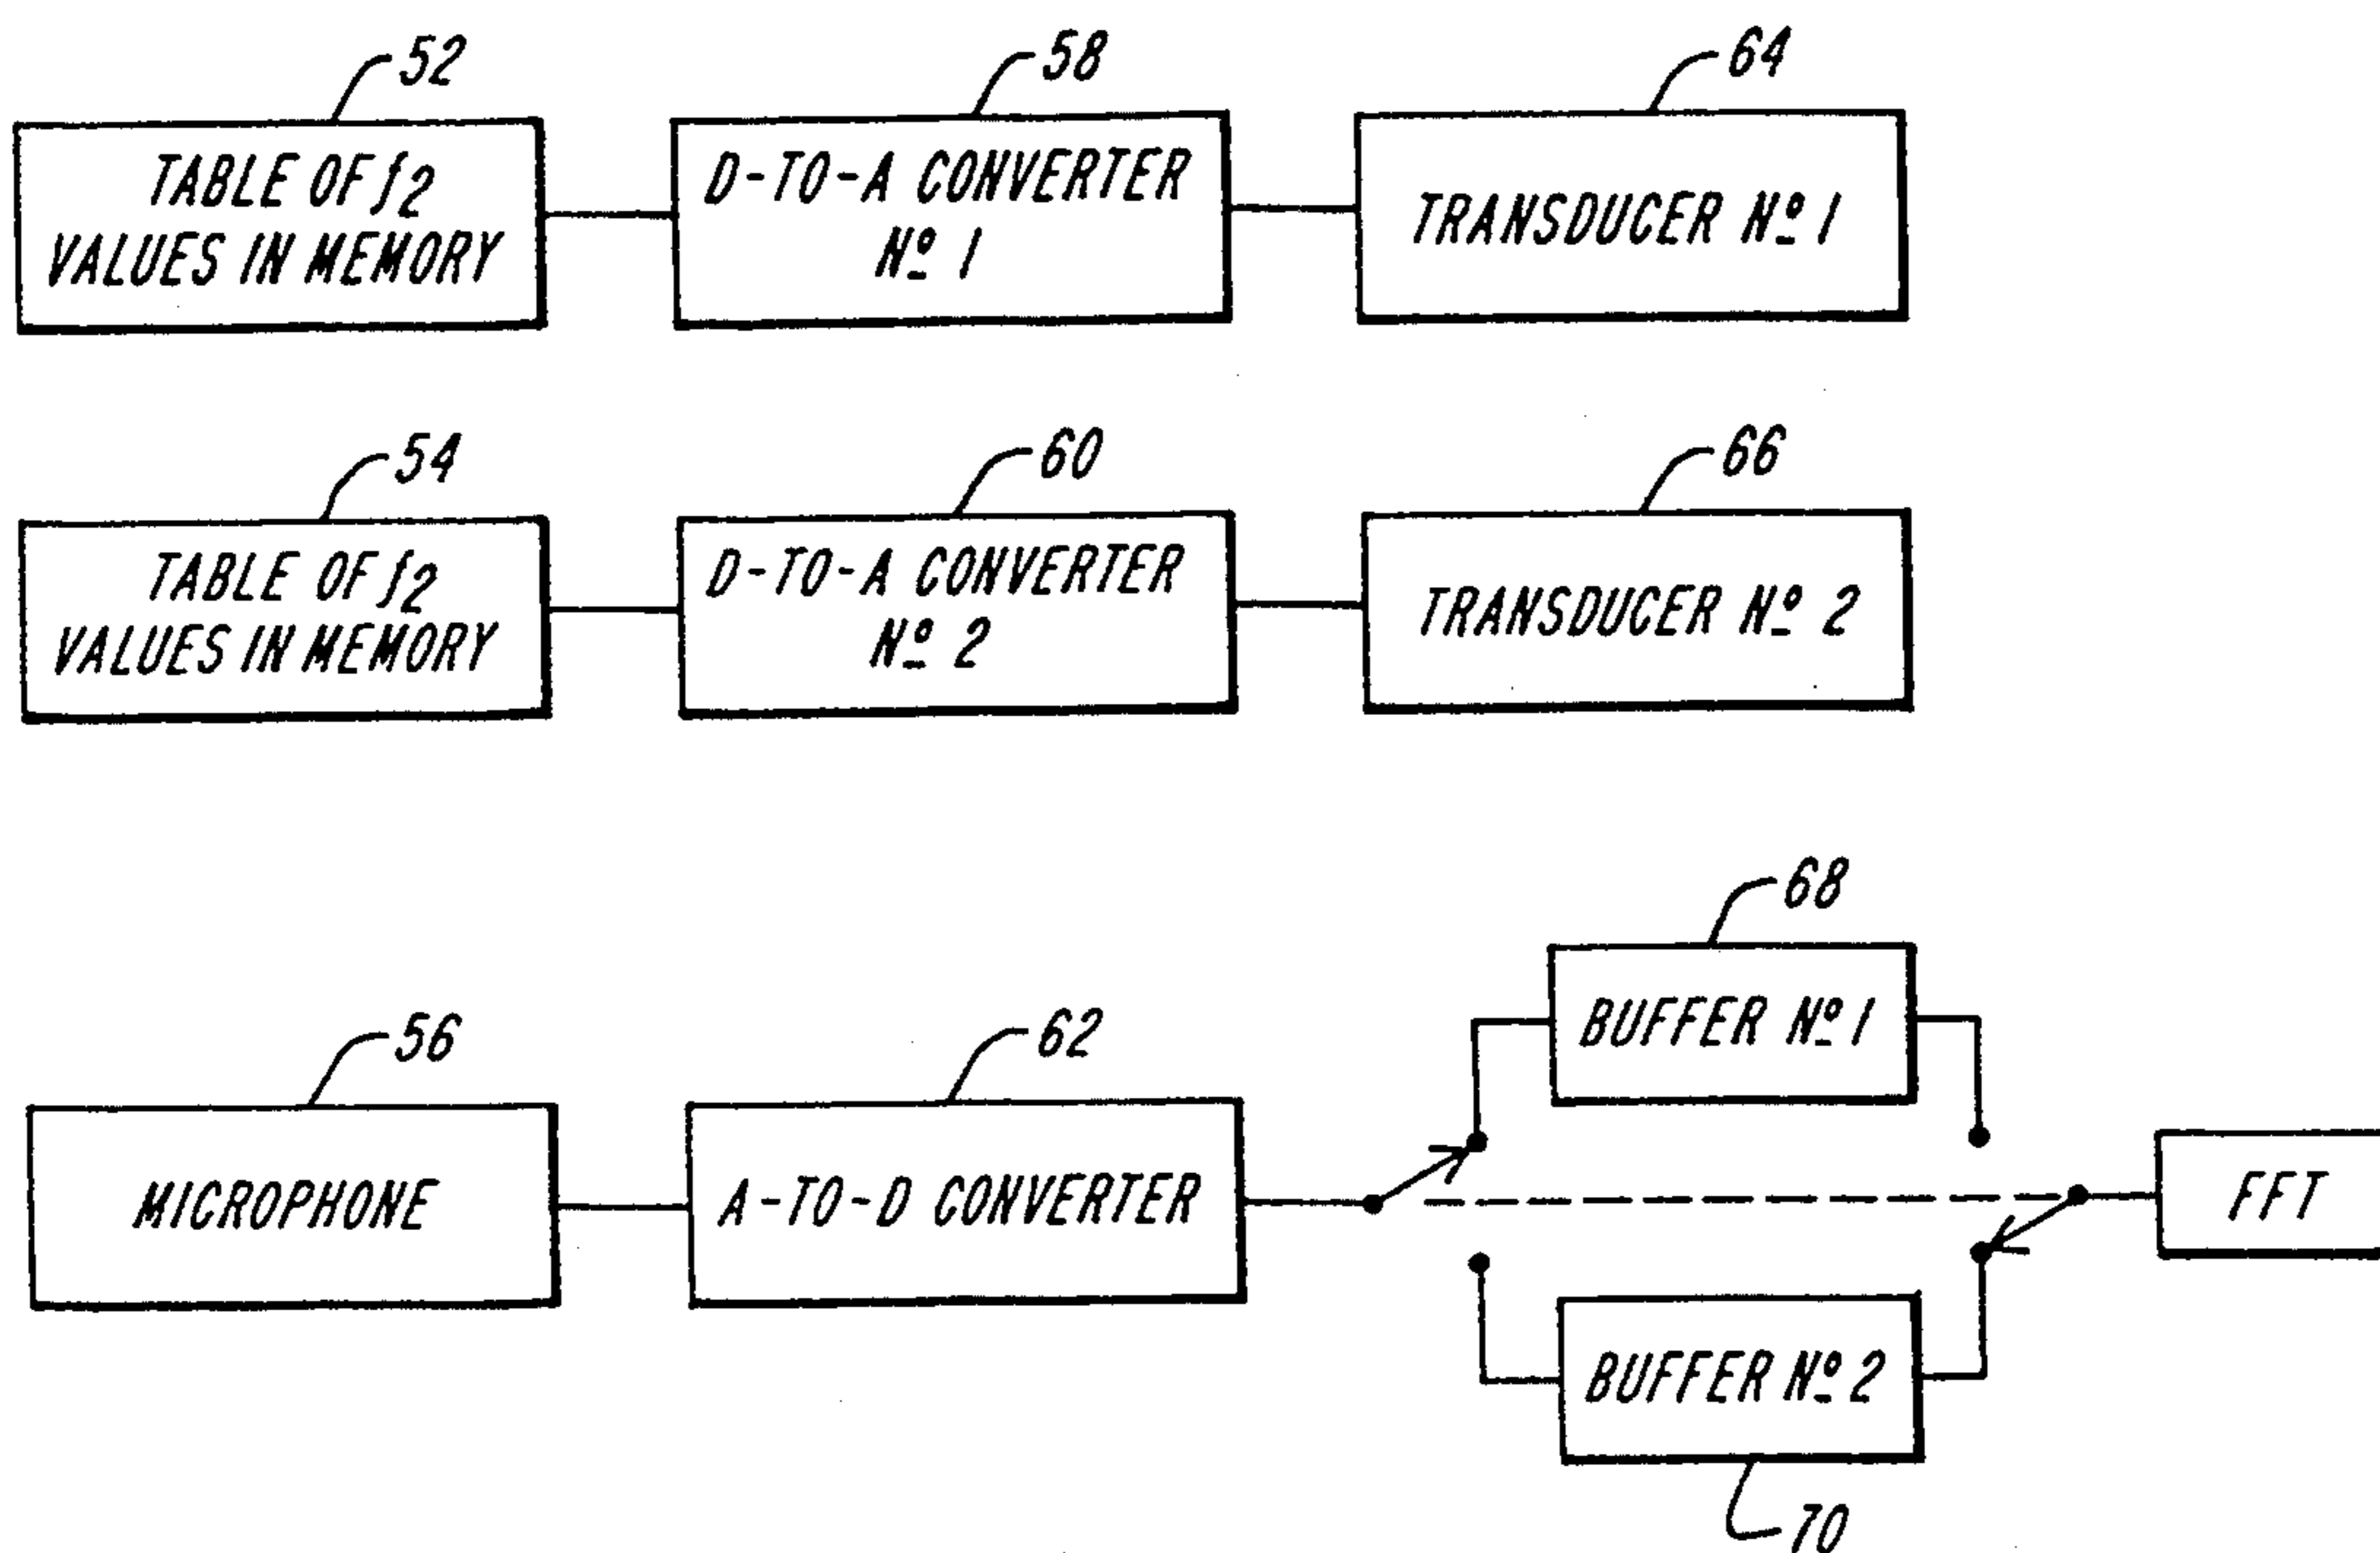 52
58
64
TABLE OF f2
VALUES IN MEMORY
D-TO-A CONVERTER
Nº 1
TRANSDUCER Nº 1
54
60
66
TABLE OF f2
VALUES IN MEMORY
D-TO-A CONVERTER
Nº 2
TRANSDUCER Nº 2
68
BUFFER Nº 1
56
62
MICROPHONE
A-TO-D CONVERTER
FFT
BUFFER Nº 2
70